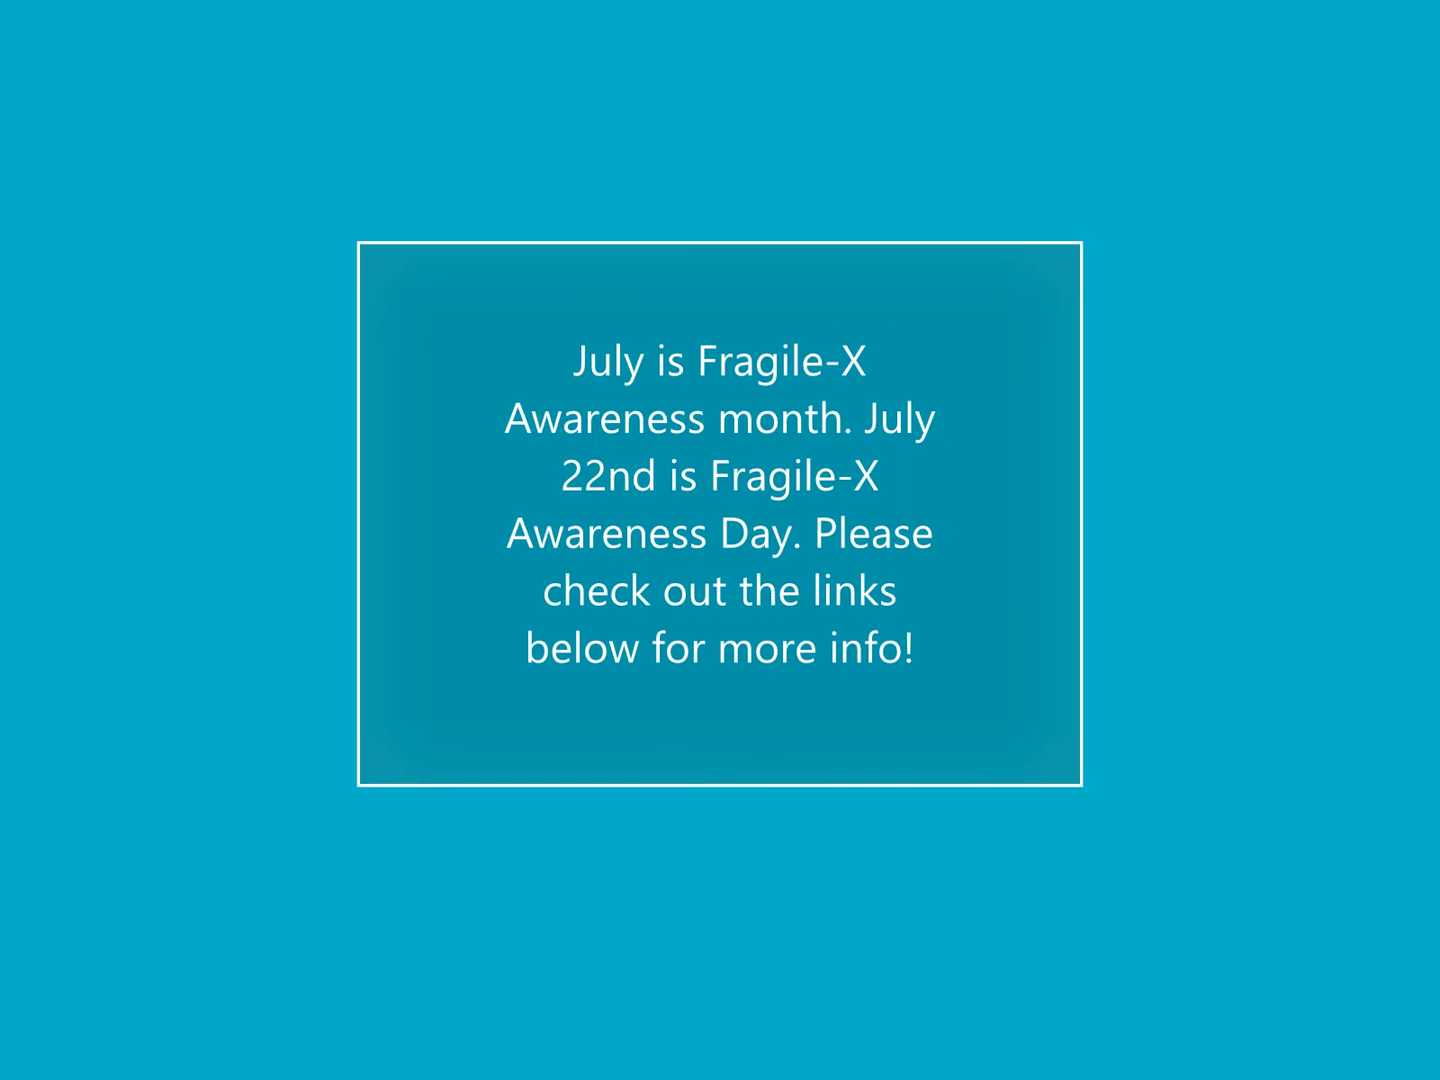 July is Fragile-X
Awareness month. July
22nd is Fragile-X
Awareness Day. Please
check out the links
below for more info!